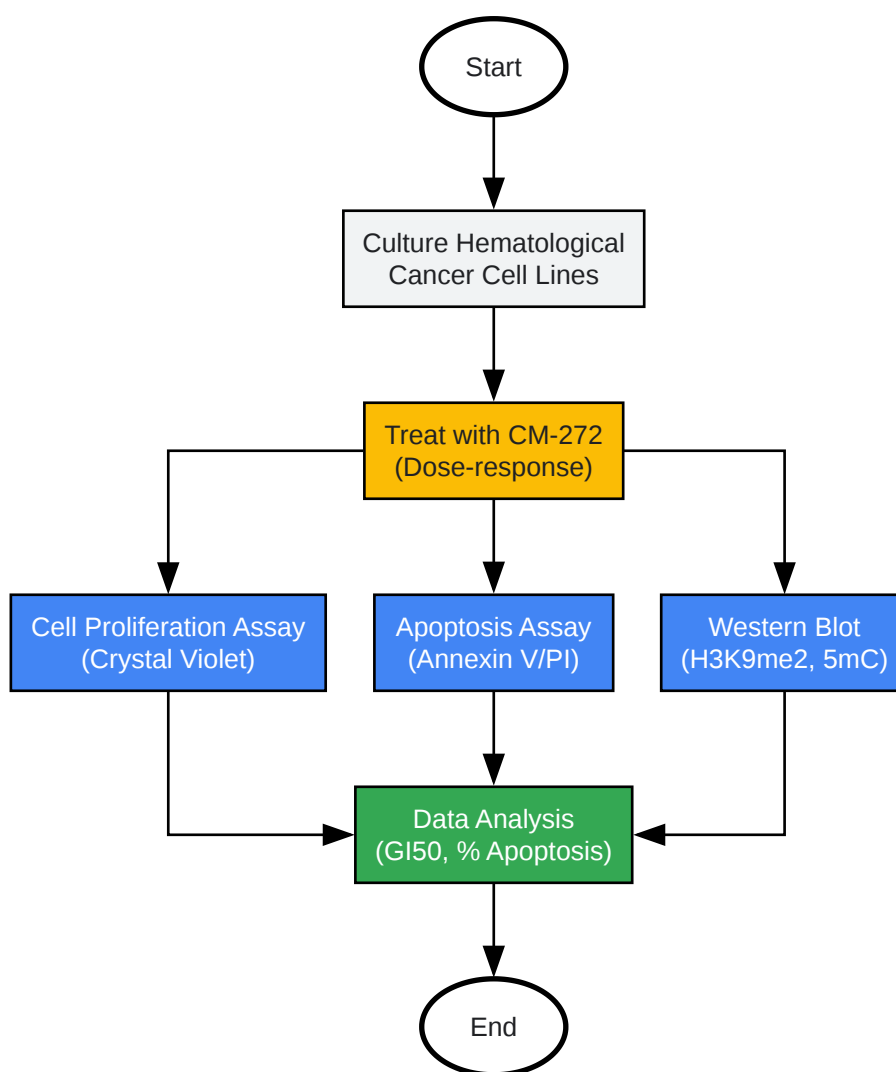 Start
Culture Hematological
Cancer Cell Lines
Treat with CM-272
(Dose-response)
Cell Proliferation Assay
(Crystal Violet)
Apoptosis Assay
(Annexin V/PI)
Western Blot
(H3K9me2, 5mC)
Data Analysis
(GI50, % Apoptosis)
End